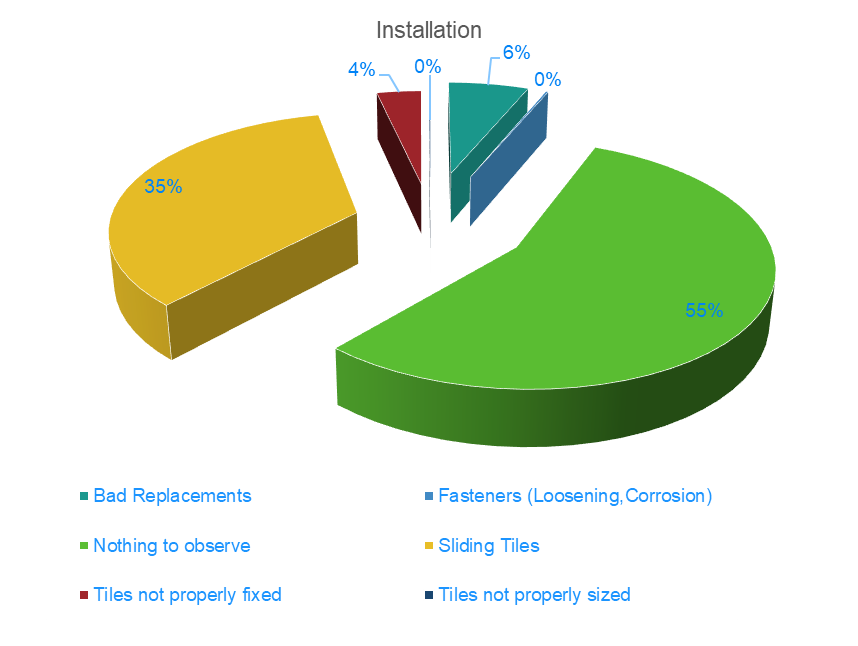 Installation
4%
0%
6%
0%
35%
55%
Bad Replacements
Fasteners (Loosening,Corrosion)
Nothing to observe
Sliding Tiles
Tiles not properly fixed
Tiles not properly sized